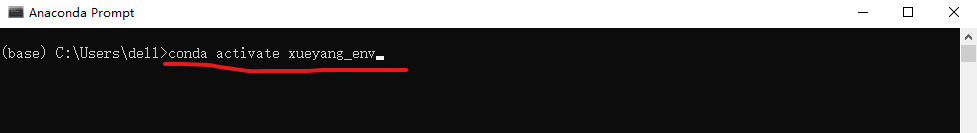 Anaconda Prompt
(base) C:\Users\dell>conda activate xueyang_env